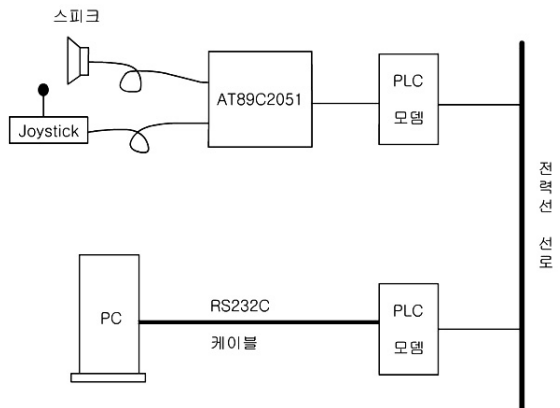 스피크
Joystick
AT89C2051
PLC
모뎀
전력선 선로
PC
RS232C
케이블
PLC
모뎀